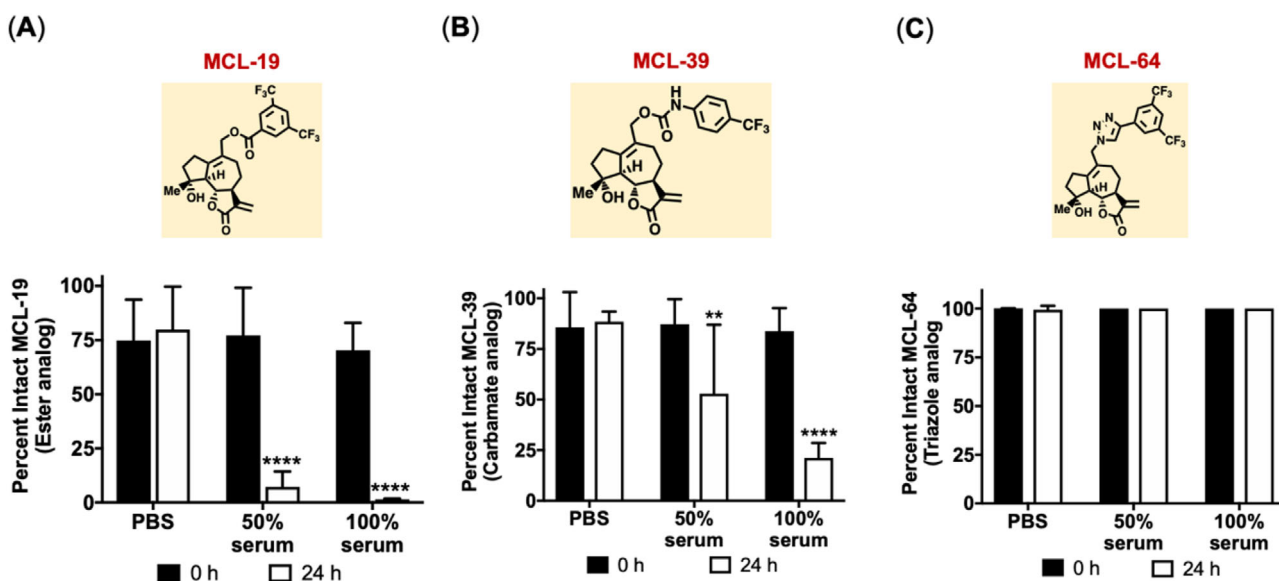 (A)
MCL-19
F₃C
CF₃
O
O
H
Me
OH
O
O
Percent Intact MCL-19
(Ester analog)
100
75
50
25
0
****
****
PBS
50%
serum
100%
serum
0 h
24 h
(B)
MCL-39
H
N
O
O
CF₃
H
Me
OH
O
O
Percent Intact MCL-39
(Carbamate analog)
100
75
50
25
0
**
****
PBS
50%
serum
100%
serum
0 h
24 h
(C)
MCL-64
CF₃
CF₃
N
N
N
H
Me
OH
O
O
Percent Intact MCL-64
(Triazole analog)
100
75
50
25
0
PBS
50%
serum
100%
serum
0 h
24 h